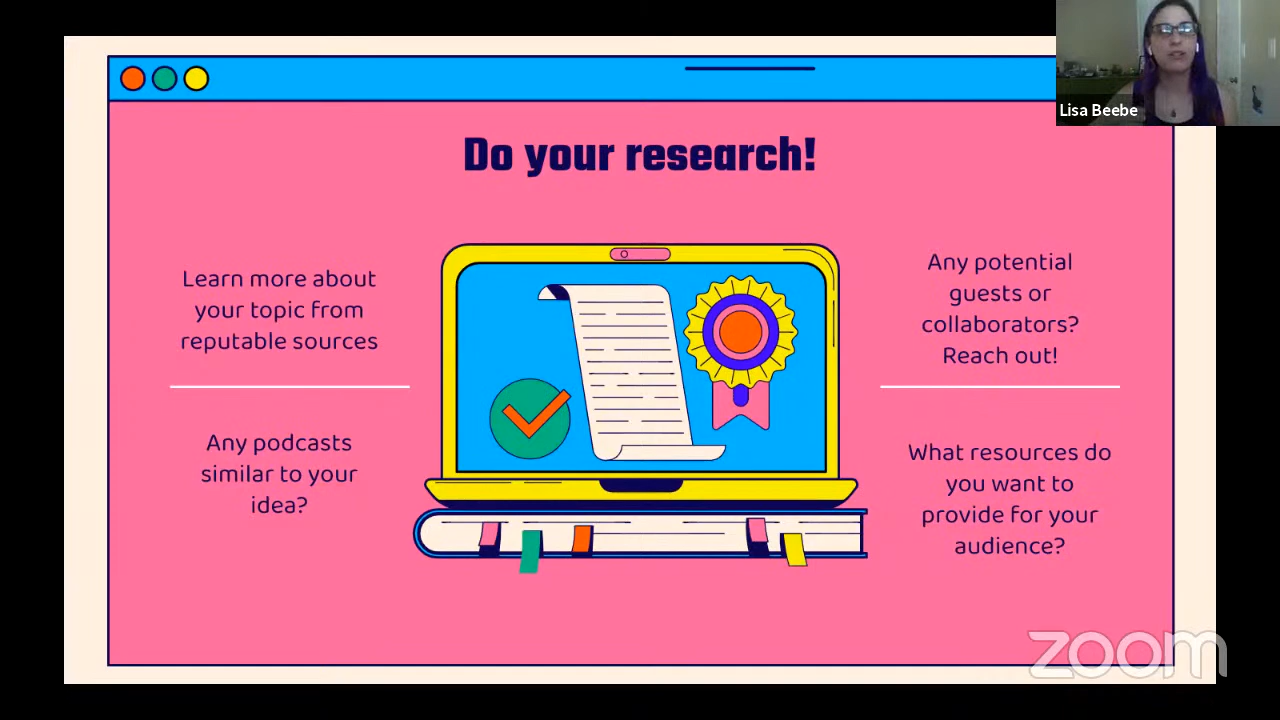 Lisa Beebe
Do your research!
Learn more about
your topic from
reputable sources
Any podcasts
similar to your
idea?
Any potential
guests or
collaborators?
Reach out!
What resources do
you want to
provide for your
audience?
zoom